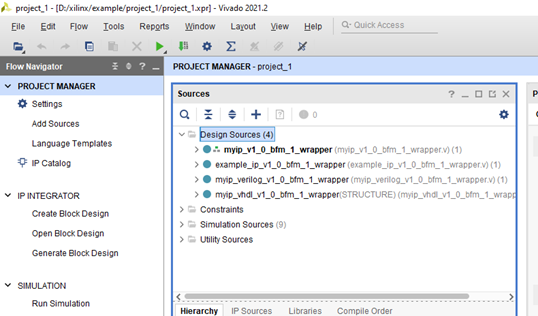 project_1 - [D:/xilinx/example/project_1/project_1.xpr] - Vivado 2021.2
File Edit Flow Tools Reports Window Layout View Help Quick Access
Flow Navigator
PROJECT MANAGER - project_1
PROJECT MANAGER
Settings
Add Sources
Language Templates
IP Catalog
IP INTEGRATOR
Create Block Design
Open Block Design
Generate Block Design
SIMULATION
Run Simulation
Sources
0
Design Sources (4)
myip_v1_0_bfm_1_wrapper (myip_v1_0_bfm_1_wrapper.v) (1)
example_ip_v1_0_bfm_1_wrapper (example_ip_v1_0_bfm_1_wrapper.v) (1)
myip_verilog_v1_0_bfm_1_wrapper (myip_verilog_v1_0_bfm_1_wrapper.v) (1)
myip_vhdl_v1_0_bfm_1_wrapper(STRUCTURE) (myip_vhdl_v1_0_bfm_1
Constraints
Simulation Sources (9)
Utility Sources
Hierarchy IP Sources Libraries Compile Order